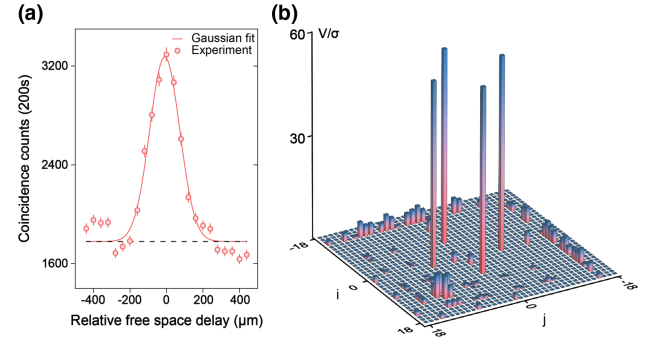 (a)
Gaussian fit
Experiment
Coincidence counts (200s)
3200
2400
1600
-400
-200
0
200
400
Relative free space delay (μm)
(b)
60
V/σ
30
-18
i
0
18
18
0
j
-18